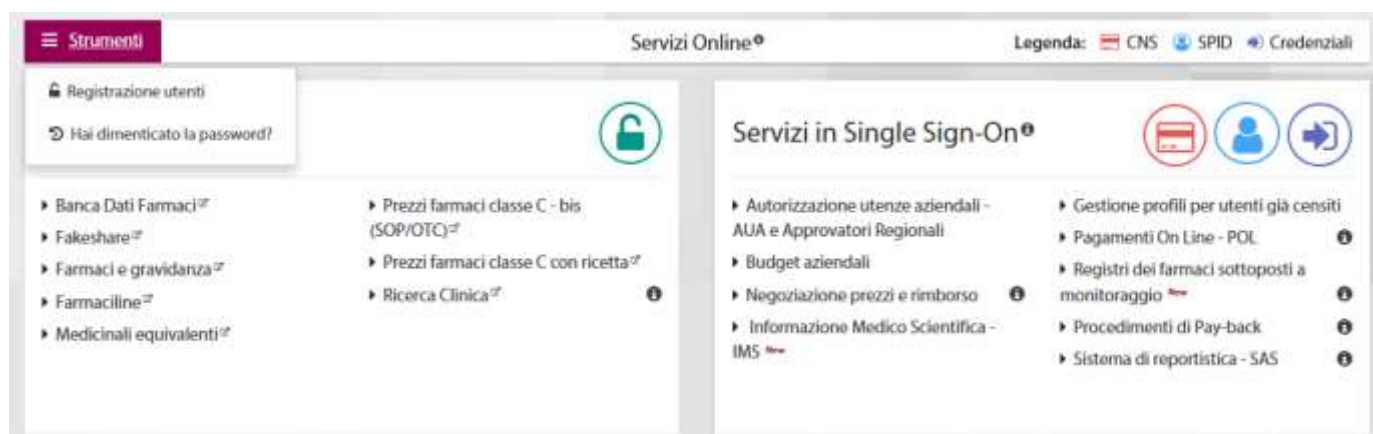 Strumenti
Servizi Online
Legenda: CNS SPID Credenziali
Registrazione utenti
Hai dimenticato la password?
Banca Dati Farmaci
Fakeshare
Farmaci e gravidanza
Farmaciline
Medicinali equivalenti
Prezzi farmaci classe C - bis
(SOP/OTC)
Prezzi farmaci classe C con ricetta
Ricerca Clinica
Servizi in Single Sign-On
Autorizzazione utenze aziendali -
AUA e Approvatori Regionali
Budget aziendali
Negoziazione prezzi e rimborso
Informazione Medico Scientifica -
IMS New
Gestione profili per utenti già censiti
Pagamenti On Line - POL
Registri dei farmaci sottoposti a
monitoraggio New
Procedimenti di Pay-back
Sistema di reportistica - SAS